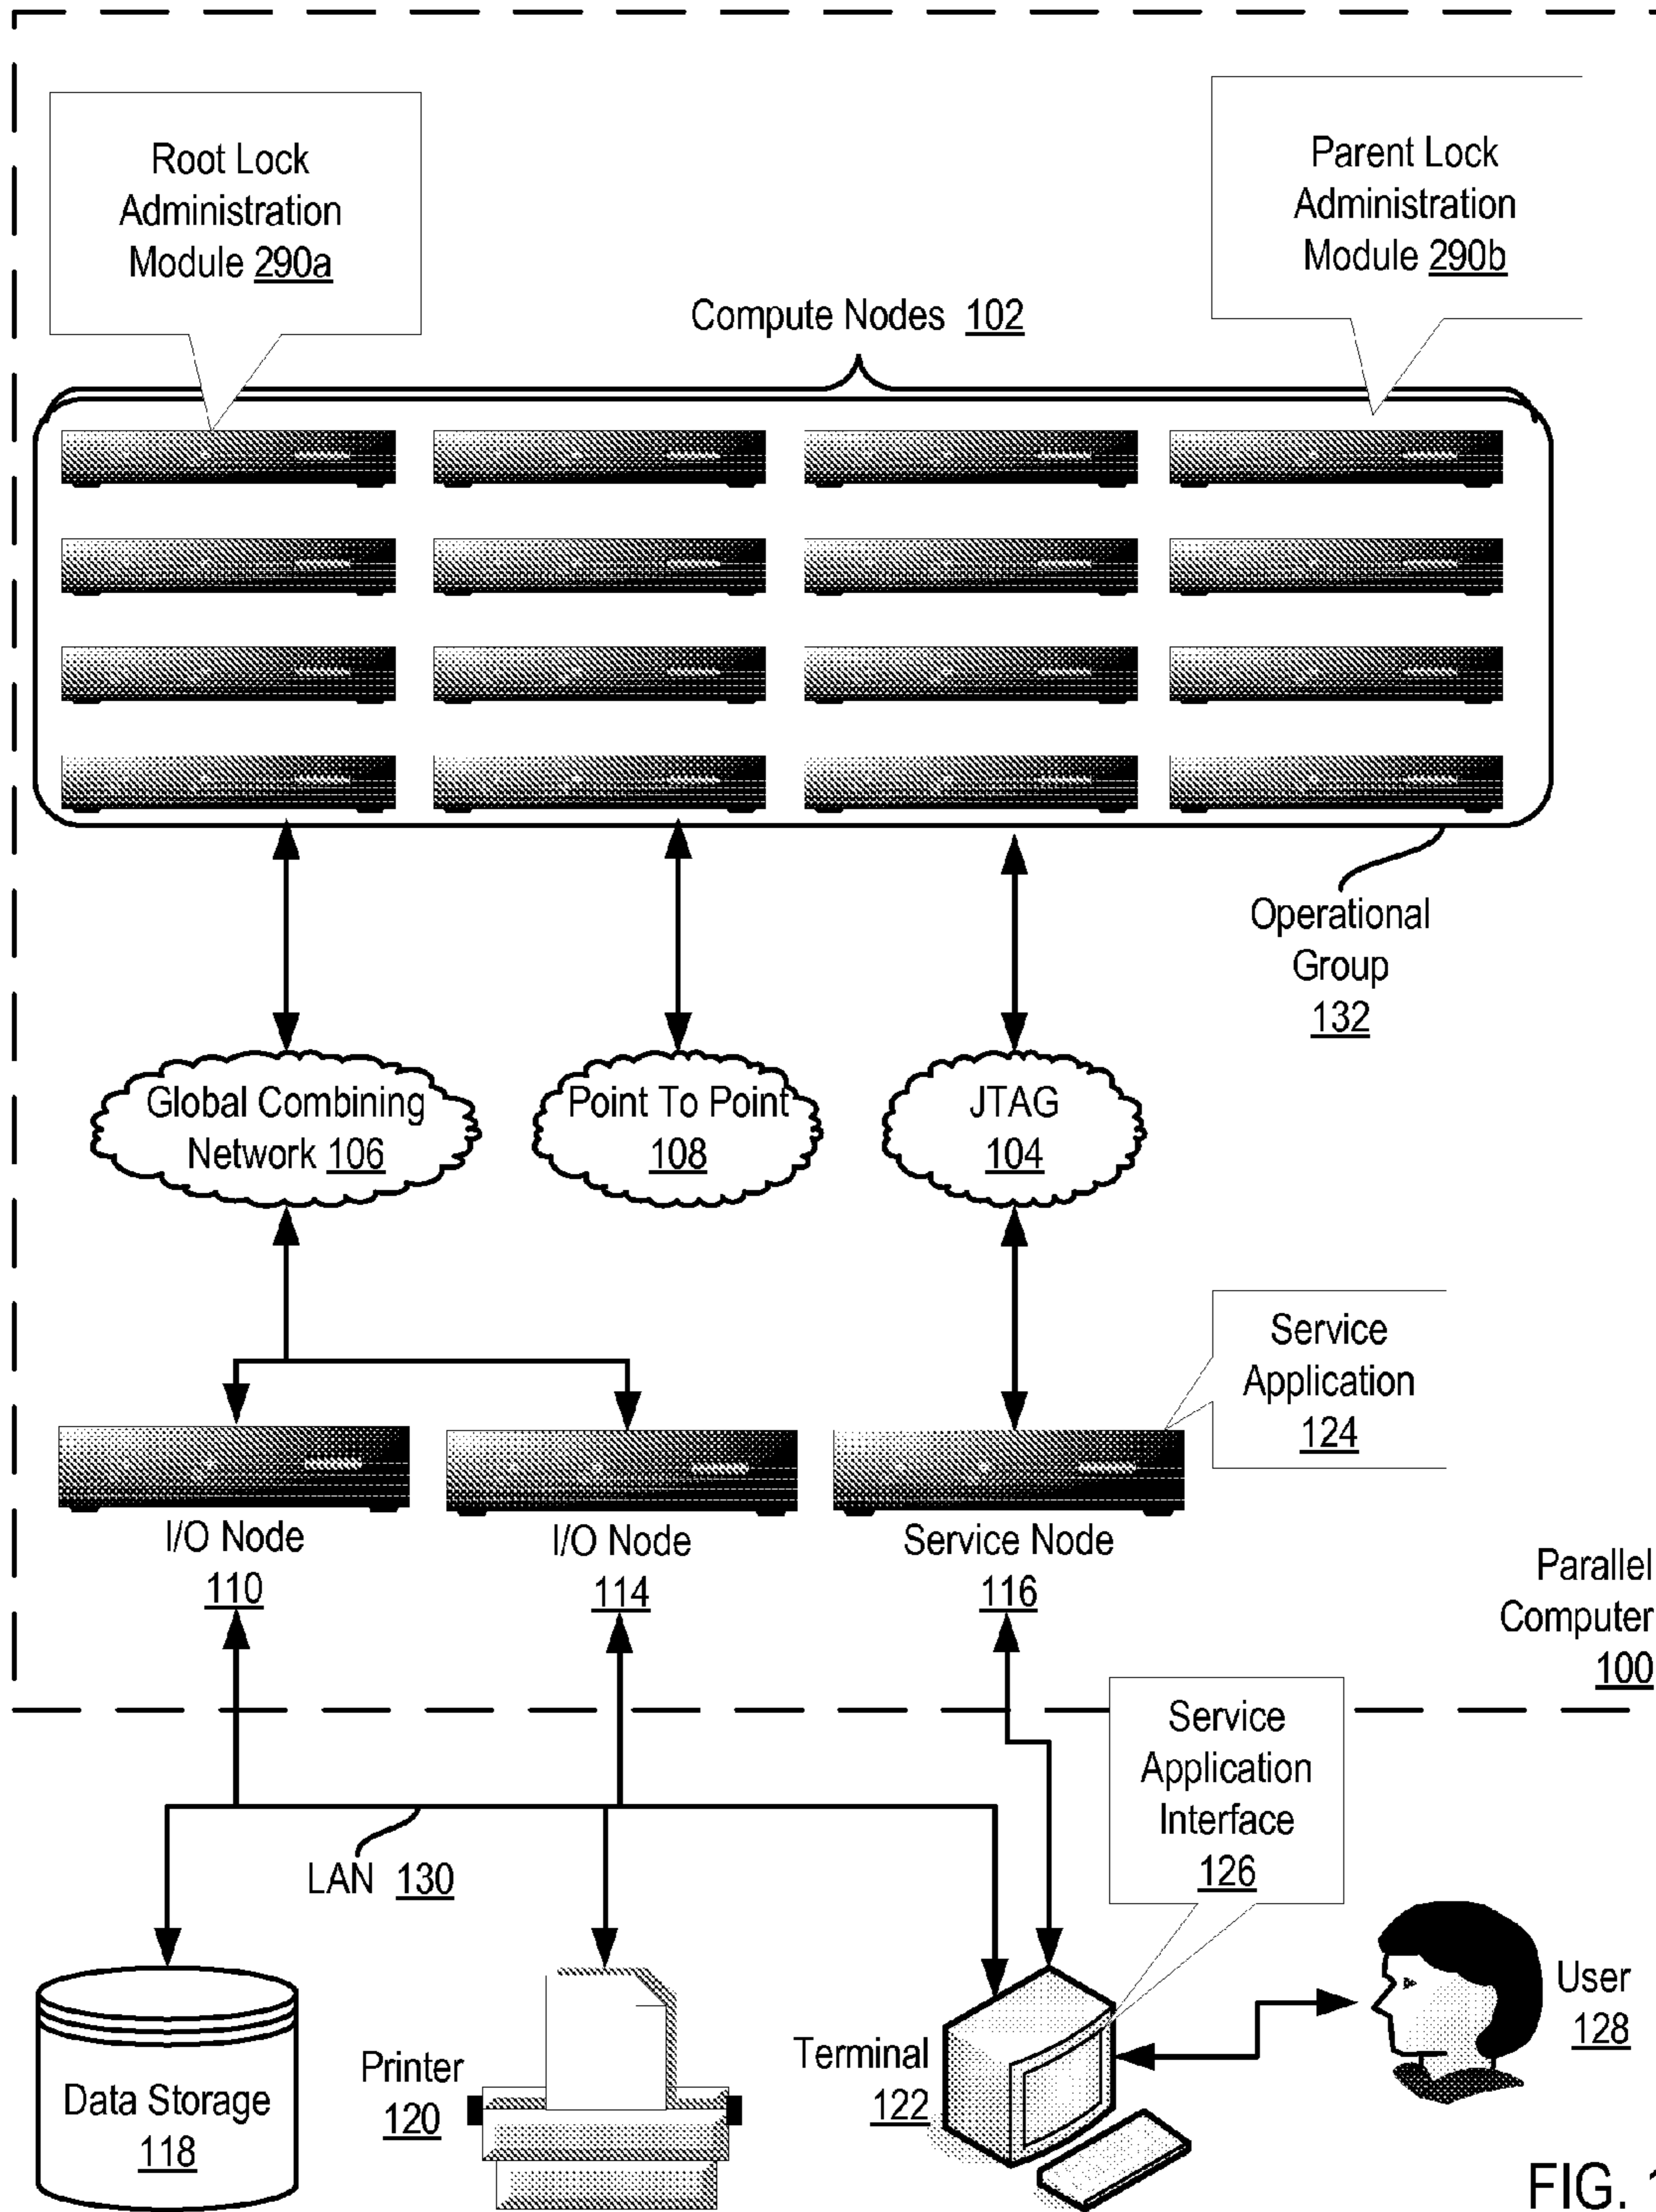 Root Lock
Administration
Module 290a
Parent Lock
Administration
Module 290b
Compute Nodes 102
Operational
Group
132
Global Combining
Network 106
Point To Point
108
JTAG
104
Service
Application
124
I/O Node
110
I/O Node
114
Service Node
116
Parallel
Computer
100
Service
Application
Interface
126
LAN 130
Data Storage
118
Printer
120
Terminal
122
User
128
FIG. 1